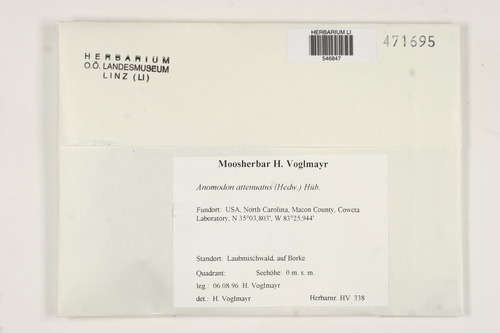 HERBARIUM
O.Ö. LANDESMUSEUM
LINZ (LI)
HERBARIUM LI
546847
471695
Moosherbar H. Voglmayr
Anomodon attenuatus (Hedw.) Hüb.
Fundort: USA, North Carolina, Macon County, Coweta
Laboratory, N 35°03,803', W 83°25,944'
Standort: Laubmischwald, auf Borke
Quadrant: Seehöhe: 0 m. s. m.
leg.: 06.08.96 H. Voglmayr
det.: H. Voglmayr Herbarnr. HV 338